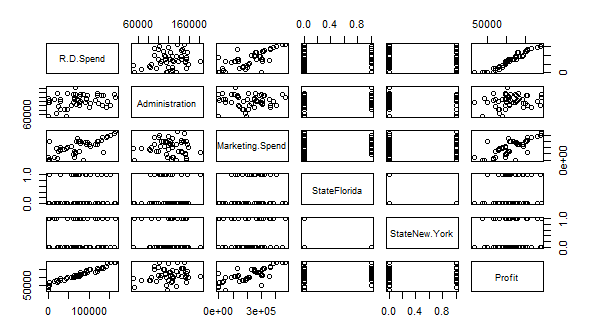 60000 160000 0.0 0.4 0.8 50000
R.D.Spend 0
60000 Administration
Marketing.Spend 0e+00
0.0 1.0 StateFlorida
StateNew.York 0.0 1.0
50000 Profit
0 100000 0e+00 3e+05 0.0 0.4 0.8